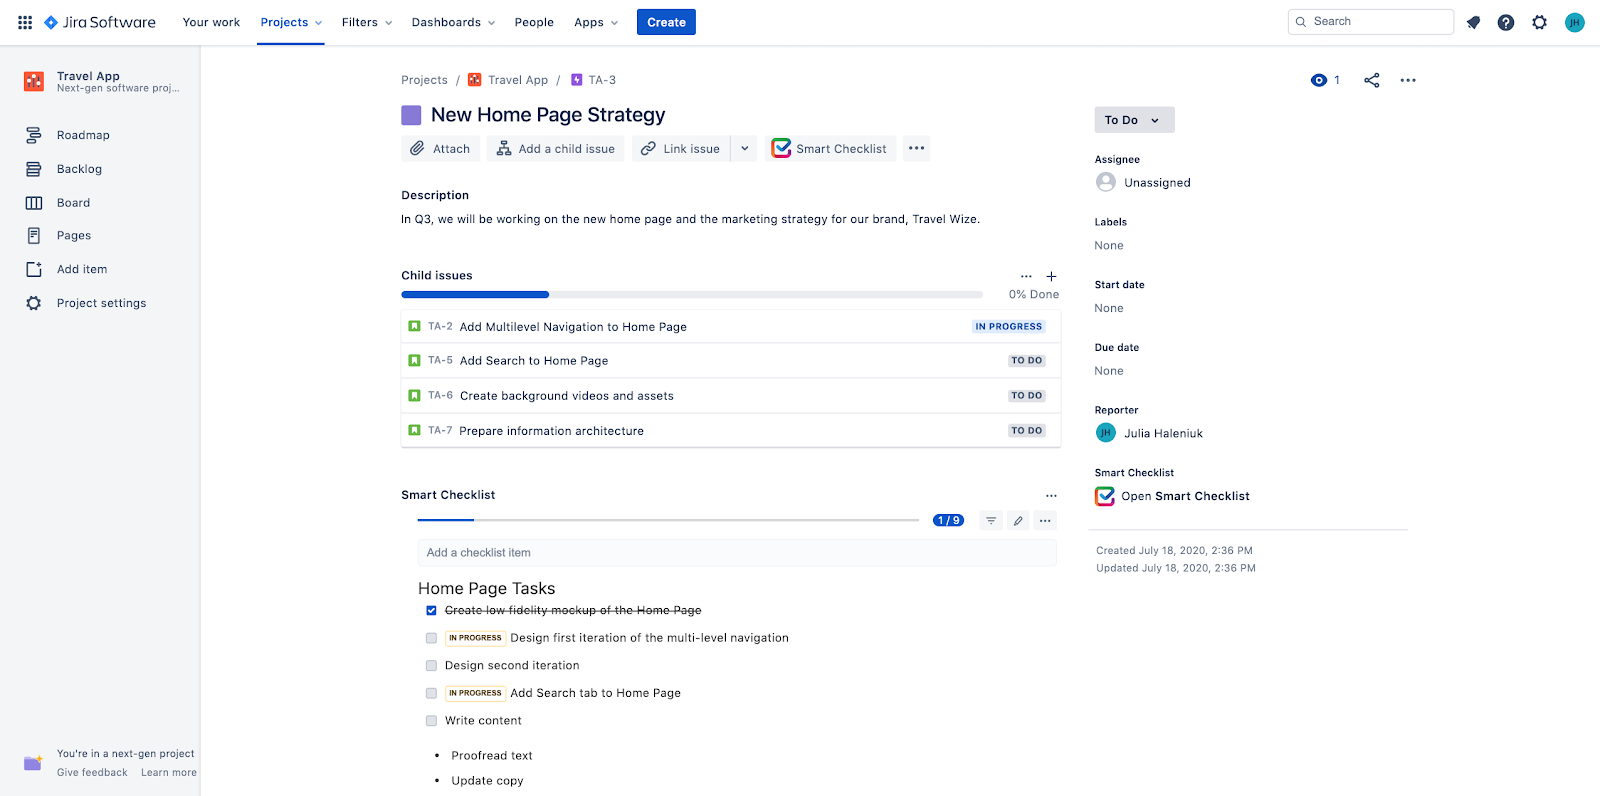 Jira Software Your work Projects Filters Dashboards People Apps Create Search JH
Travel App
Next-gen software proj...
Roadmap
Backlog
Board
Pages
Add item
Project settings
You're in a next-gen project
Give feedback Learn more
Projects / Travel App / TA-3
New Home Page Strategy
Attach Add a child issue Link issue Smart Checklist
Description
In Q3, we will be working on the new home page and the marketing strategy for our brand, Travel Wize.
Child issues
0% Done
TA-2 Add Multilevel Navigation to Home Page IN PROGRESS
TA-5 Add Search to Home Page TO DO
TA-6 Create background videos and assets TO DO
TA-7 Prepare information architecture TO DO
Smart Checklist
1 / 9
Add a checklist item
Home Page Tasks
Create low fidelity mockup of the Home Page
IN PROGRESS Design first iteration of the multi-level navigation
Design second iteration
IN PROGRESS Add Search tab to Home Page
Write content
• Proofread text
• Update copy
1
To Do
Assignee
Unassigned
Labels
None
Start date
None
Due date
None
Reporter
JH Julia Haleniuk
Smart Checklist
Open Smart Checklist
Created July 18, 2020, 2:36 PM
Updated July 18, 2020, 2:36 PM